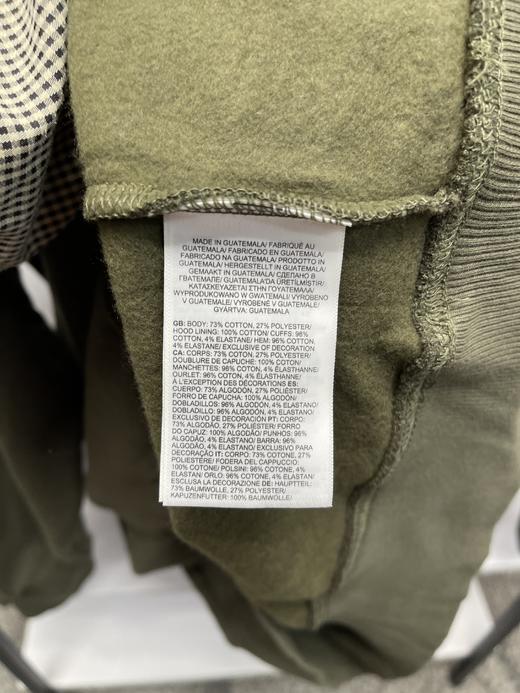 MADE IN GUATEMALA/ FABRIQUÉ AU
GUATEMALA/ FABRICADO EN GUATEMALA/
FABRICADO NA GUATEMALA/ PRODOTTO IN
GUATEMALA/ HERGESTELLT IN GUATEMALA/
GEMAAKT IN GUATEMALA/ СДЕЛАНО В
ГВАТЕМАЛЕ/ GUATEMALA'DA ÜRETİLMİŞTİR/
ΚΑΤΑΣΚΕΥΑΖΕΤΑΙ ΣΤΗΝ ΓΟΥΑΤΕΜΑΛΑ/
WYPRODUKOWANO W GWATEMALI/ VYROBENO
V GUATEMALE/ VYROBENÉ V GUATEMALE/
GYÁRTVA: GUATEMALA
GB: BODY: 73% COTTON, 27% POLYESTER/
HOOD LINING: 100% COTTON/ CUFFS: 96%
COTTON, 4% ELASTANE/ HEM: 96% COTTON,
4% ELASTANE/ EXCLUSIVE OF DECORATION
CA: CORPS: 73% COTON, 27% POLYESTER/
DOUBLURE DE CAPUCHE: 100% COTON/
MANCHETTES: 96% COTON, 4% ÉLASTHANNE/
OURLET: 96% COTON, 4% ÉLASTHANNE/
À L'EXCEPTION DES DÉCORATIONS ES:
CUERPO: 73% ALGODÓN, 27% POLIÉSTER/
FORRO DE CAPUCHA: 100% ALGODÓN/
DOBLADILLOS: 96% ALGODÓN, 4% ELASTANO/
DOBLADILLO: 96% ALGODÓN, 4% ELASTANO/
EXCLUSIVO DE DECORACIÓN PT: CORPO:
73% ALGODÃO, 27% POLIÉSTER/ FORRO
DO CAPUZ: 100% ALGODÃO/ PUNHOS: 96%
ALGODÃO, 4% ELASTANO/ BARRA: 96%
ALGODÃO, 4% ELASTANO/ EXCLUSIVO PARA
DECORAÇÃO IT: CORPO: 73% COTONE, 27%
POLIESTERE/ FODERA DEL CAPPUCCIO:
100% COTONE/ POLSINI: 96% COTONE, 4%
ELASTAN/ ORLO: 96% COTONE, 4% ELASTAN/
ESCLUSA LA DECORAZIONE DE: HAUPTTEIL:
73% BAUMWOLLE, 27% POLYESTER/
KAPUZENFUTTER: 100% BAUMWOLLE/